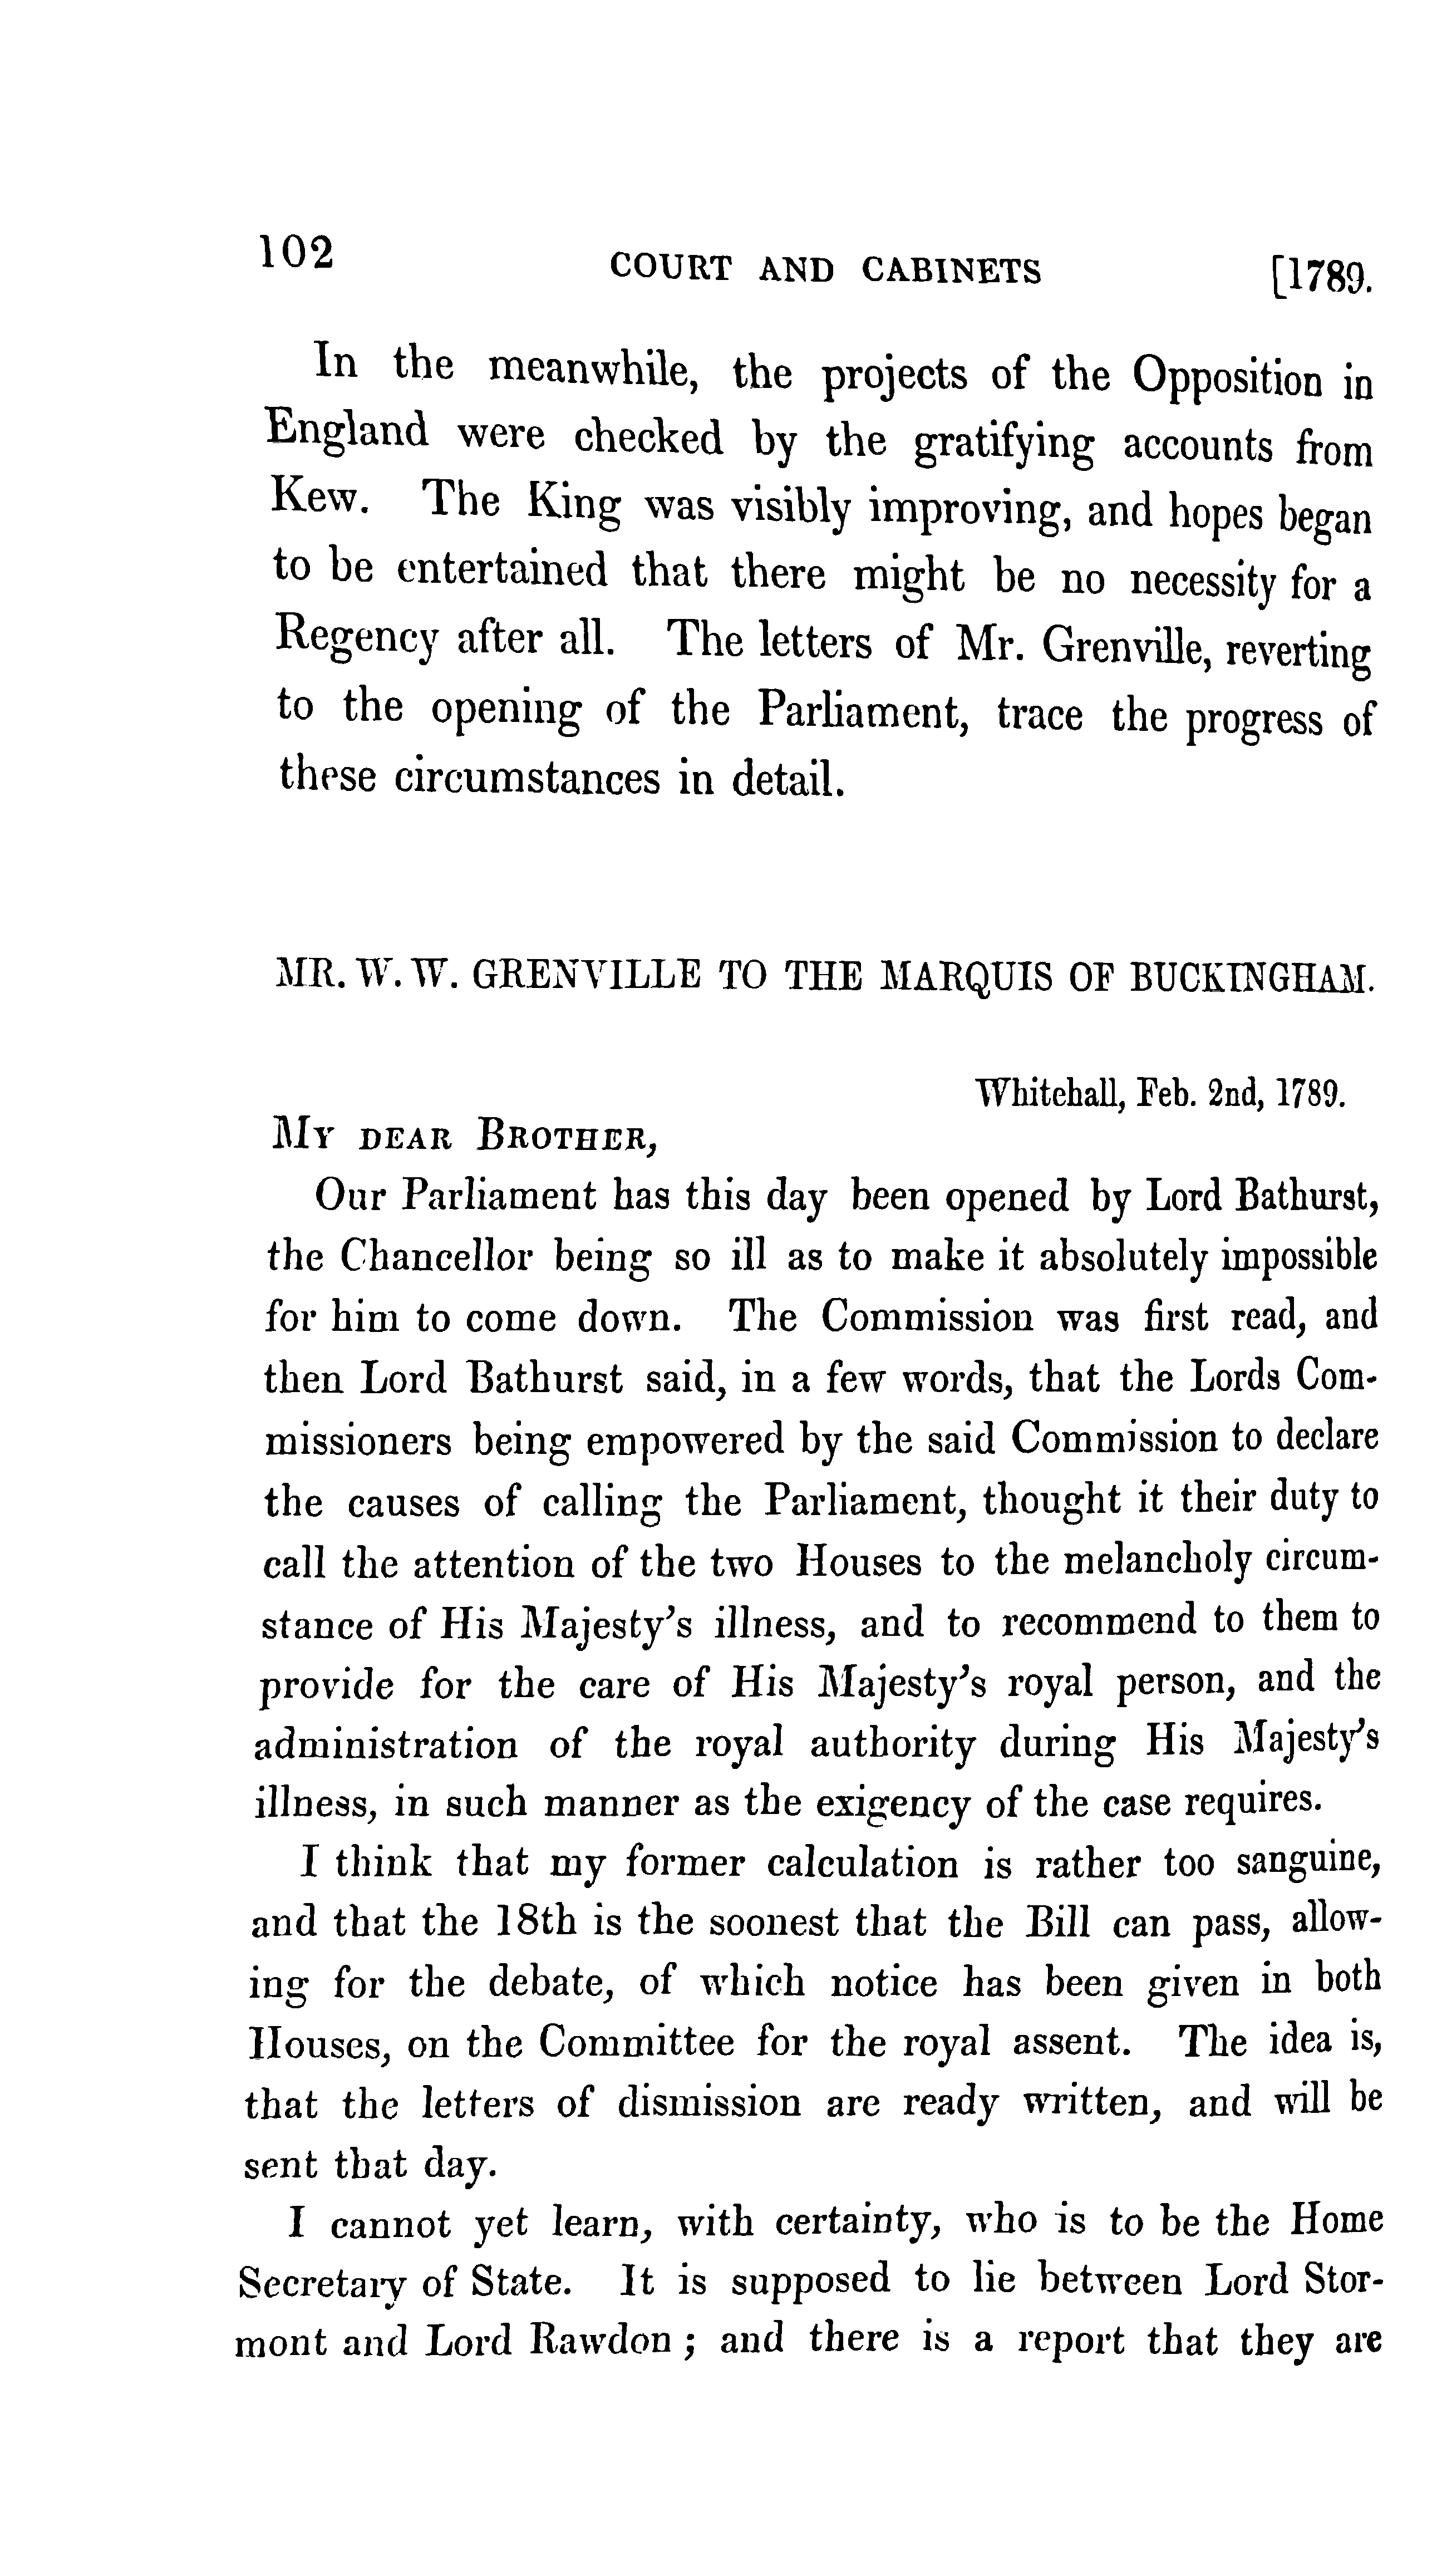 102 COURT AND CABINETS [1789.
In the meanwhile, the projects of the Opposition in
England were checked by the gratifying accounts from
Kew. The King was visibly improving, and hopes began
to be entertained that there might be no necessity for a
Regency after all. The letters of Mr. Grenville, reverting
to the opening of the Parliament, trace the progress of
these circumstances in detail.
MR. W. W. GRENVILLE TO THE MARQUIS OF BUCKINGHAM.
Whitehall, Feb. 2nd, 1789.
MY DEAR BROTHER,
Our Parliament has this day been opened by Lord Bathurst,
the Chancellor being so ill as to make it absolutely impossible
for him to come down. The Commission was first read, and
then Lord Bathurst said, in a few words, that the Lords Com-
missioners being empowered by the said Commission to declare
the causes of calling the Parliament, thought it their duty to
call the attention of the two Houses to the melancholy circum-
stance of His Majesty's illness, and to recommend to them to
provide for the care of His Majesty's royal person, and the
administration of the royal authority during His Majesty's
illness, in such manner as the exigency of the case requires.
I think that my former calculation is rather too sanguine,
and that the 18th is the soonest that the Bill can pass, allow-
ing for the debate, of which notice has been given in both
Houses, on the Committee for the royal assent. The idea is,
that the letters of dismission are ready written, and will be
sent that day.
I cannot yet learn, with certainty, who is to be the Home
Secretary of State. It is supposed to lie between Lord Stor-
mont and Lord Rawdon ; and there is a report that they are